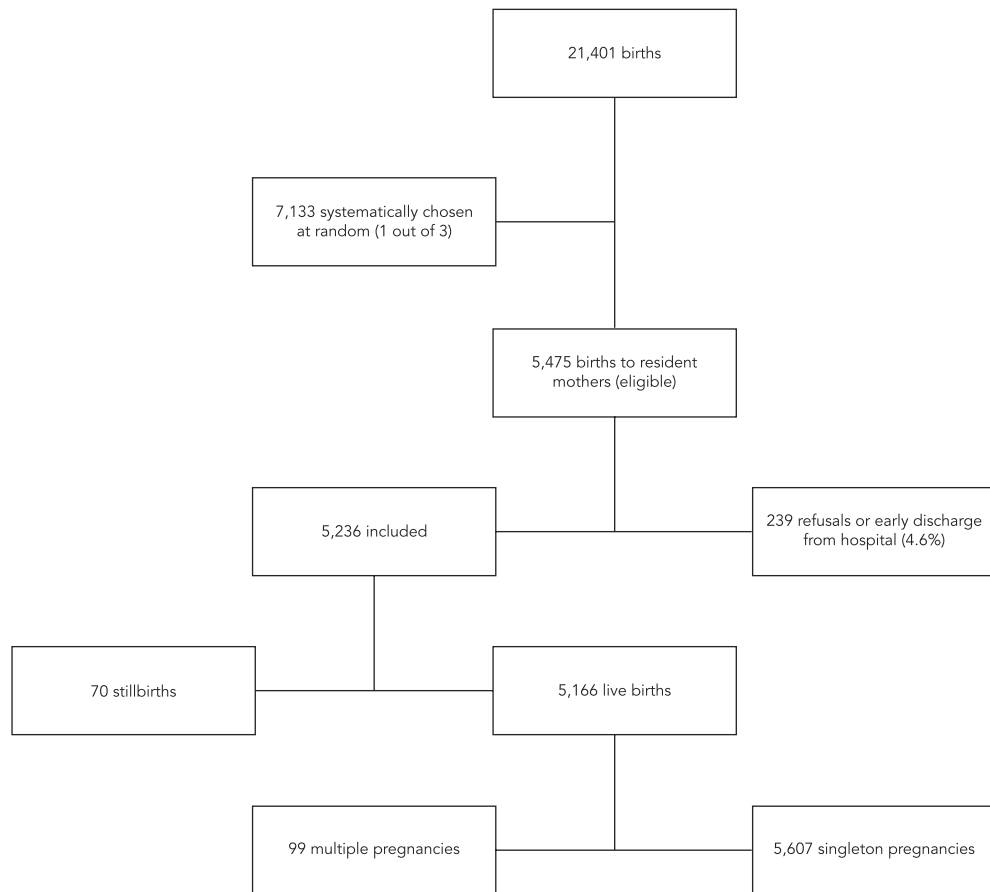 21,401 births
7,133 systematically chosen
at random (1 out of 3)
5,475 births to resident
mothers (eligible)
5,236 included
239 refusals or early discharge
from hospital (4.6%)
70 stillbirths
5,166 live births
99 multiple pregnancies
5,607 singleton pregnancies